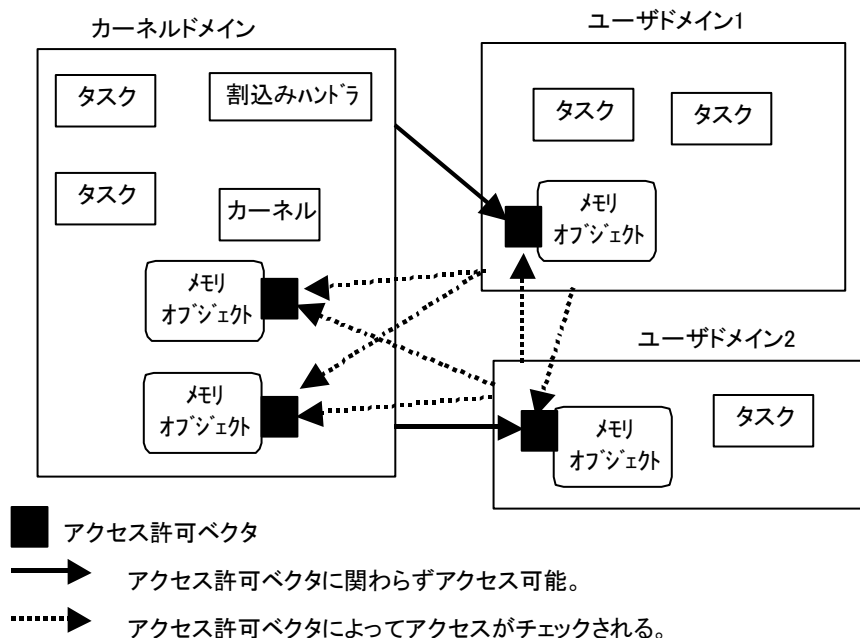 カーネルドメイン
タスク
割込みハンドラ
タスク
カーネル
メモリ
オブジェクト
メモリ
オブジェクト
ユーザドメイン1
タスク
タスク
メモリ
オブジェクト
ユーザドメイン2
メモリ
オブジェクト
タスク
アクセス許可ベクタ
アクセス許可ベクタに関わらずアクセス可能。
アクセス許可ベクタによってアクセスがチェックされる。